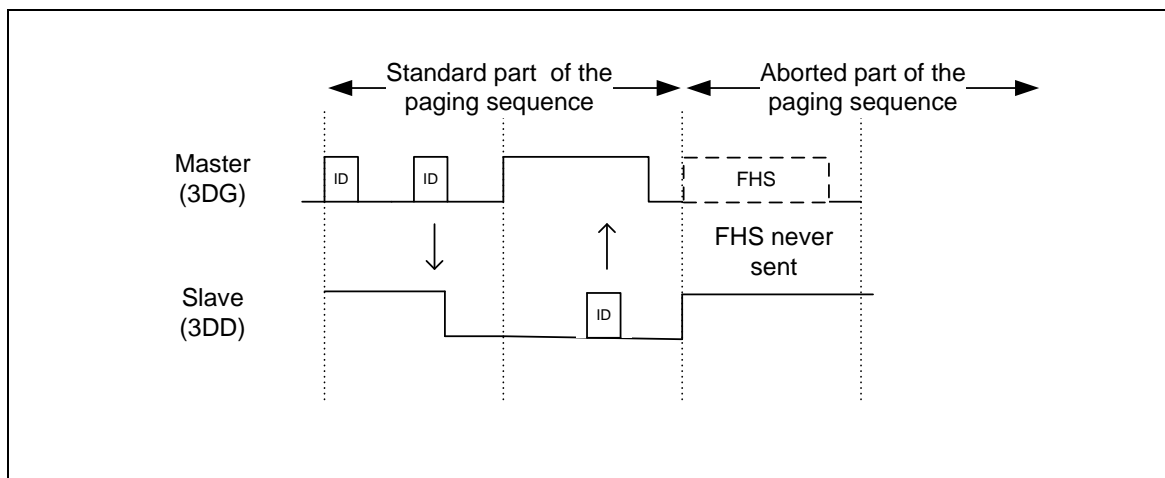 Standard part of the
paging sequence
Aborted part of the
paging sequence
Master
(3DG)
ID
ID
FHS
FHS never
sent
Slave
(3DD)
ID